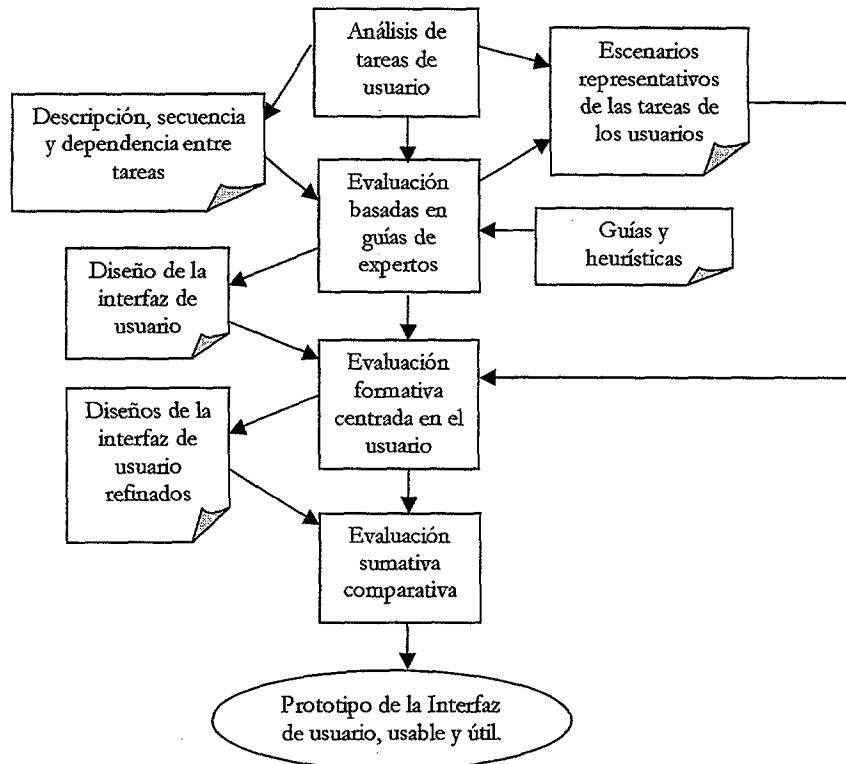 Análisis de
tareas de
usuario
Escenarios
representativos
de las tareas de
los usuarios
Descripción, secuencia
y dependencia entre
tareas
Evaluación
basadas en
guías de
expertos
Guías y
heurísticas
Diseño de la
interfaz de
usuario
Evaluación
formativa
centrada en el
usuario
Diseños de la
interfaz de
usuario
refinados
Evaluación
sumativa
comparativa
Prototipo de la Interfaz
de usuario, usable y útil.